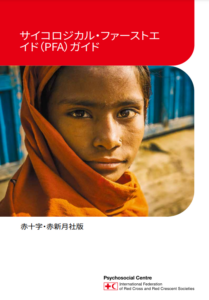 サイコロジカル・ファーストエ
イド（PFA）ガイド
赤十字・赤新月社版
Psychosocial Centre
International Federation
of Red Cross and Red Crescent Societies